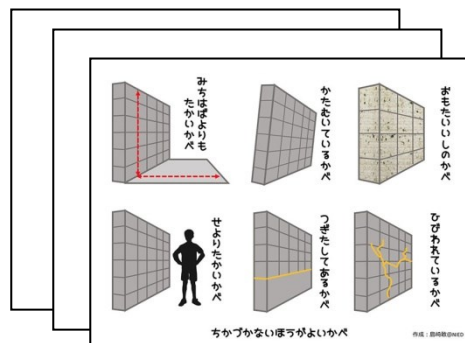 みちはばよりも
たかいかべ
かたむいているかべ
おもたいいしのかべ
せよりたかいかべ
つぎたしてあるかべ
ひびわれているかべ
ちかづかないほうがよいかべ